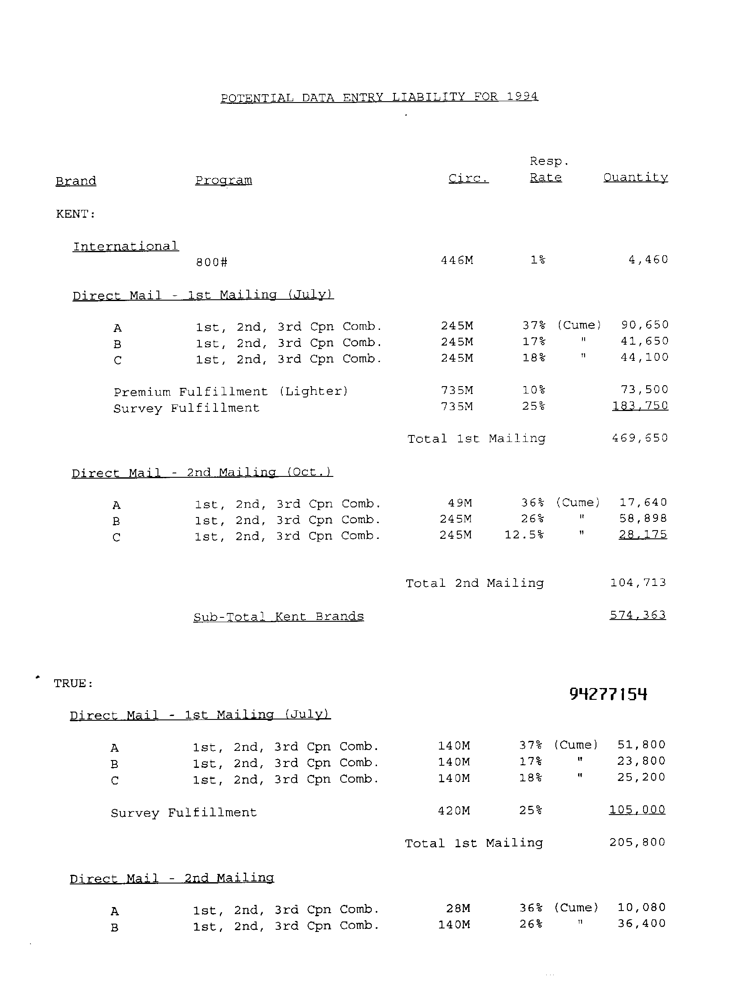 POTENTIAL DATA ENTRY LIABILITY FOR 1994
Resp.
Brand Program Circ. Rate Quantity
KENT:
International
800# 446M 1% 4,460
Direct Mail - 1st Mailing (July)
A 1st, 2nd, 3rd Cpn Comb. 245M 37% (Cume) 90,650
B 1st, 2nd, 3rd Cpn Comb. 245M 17% " 41,650
C 1st, 2nd, 3rd Cpn Comb. 245M 18% " 44,100
Premium Fulfillment (Lighter) 735M 10% 73,500
Survey Fulfillment 735M 25% 183,750
Total 1st Mailing 469,650
Direct Mail - 2nd Mailing (Oct.)
A 1st, 2nd, 3rd Cpn Comb. 49M 36% (Cume) 17,640
B 1st, 2nd, 3rd Cpn Comb. 245M 26% " 58,898
C 1st, 2nd, 3rd Cpn Comb. 245M 12.5% " 28,175
Total 2nd Mailing 104,713
Sub-Total Kent Brands 574,363
TRUE:
94277154
Direct Mail - 1st Mailing (July)
A 1st, 2nd, 3rd Cpn Comb. 140M 37% (Cume) 51,800
B 1st, 2nd, 3rd Cpn Comb. 140M 17% " 23,800
C 1st, 2nd, 3rd Cpn Comb. 140M 18% " 25,200
Survey Fulfillment 420M 25% 105,000
Total 1st Mailing 205,800
Direct Mail - 2nd Mailing
A 1st, 2nd, 3rd Cpn Comb. 28M 36% (Cume) 10,080
B 1st, 2nd, 3rd Cpn Comb. 140M 26% " 36,400